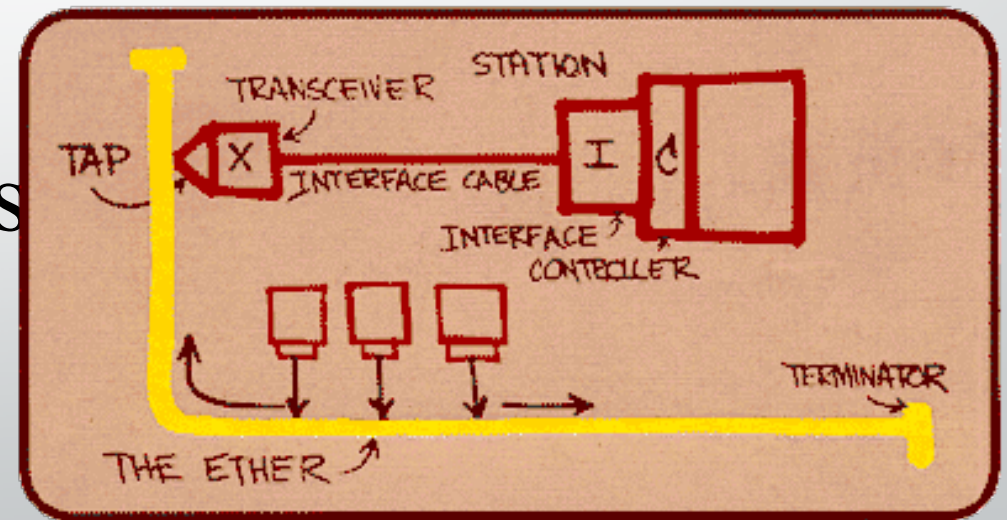 STATION
TRANSCEIVER
TAP
X
I
C
INTERFACE CABLE
S
INTERFACE
CONTROLLER
TERMINATOR
THE ETHER